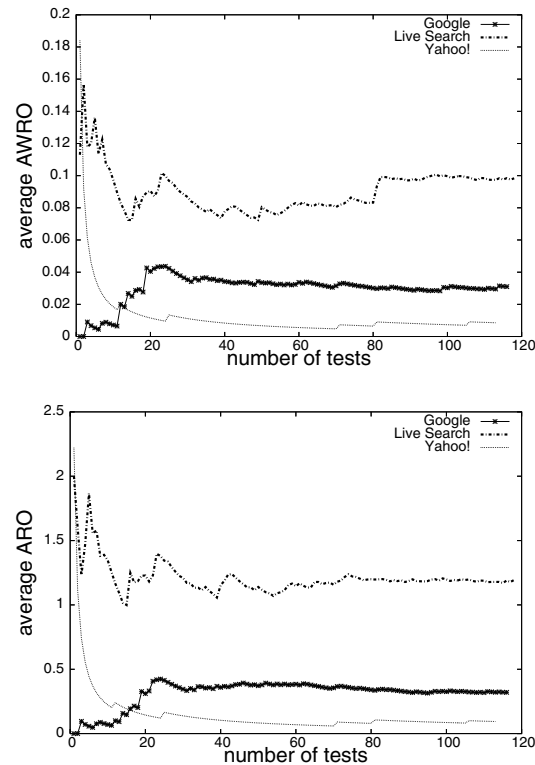 0.2
0.18
0.16
0.14
0.12
0.1
0.08
0.06
0.04
0.02
0
average AWRO
Google
Live Search
Yahoo!
0 20 40 60 80 100 120
number of tests
2.5
2
1.5
1
0.5
0
average ARO
Google
Live Search
Yahoo!
0 20 40 60 80 100 120
number of tests